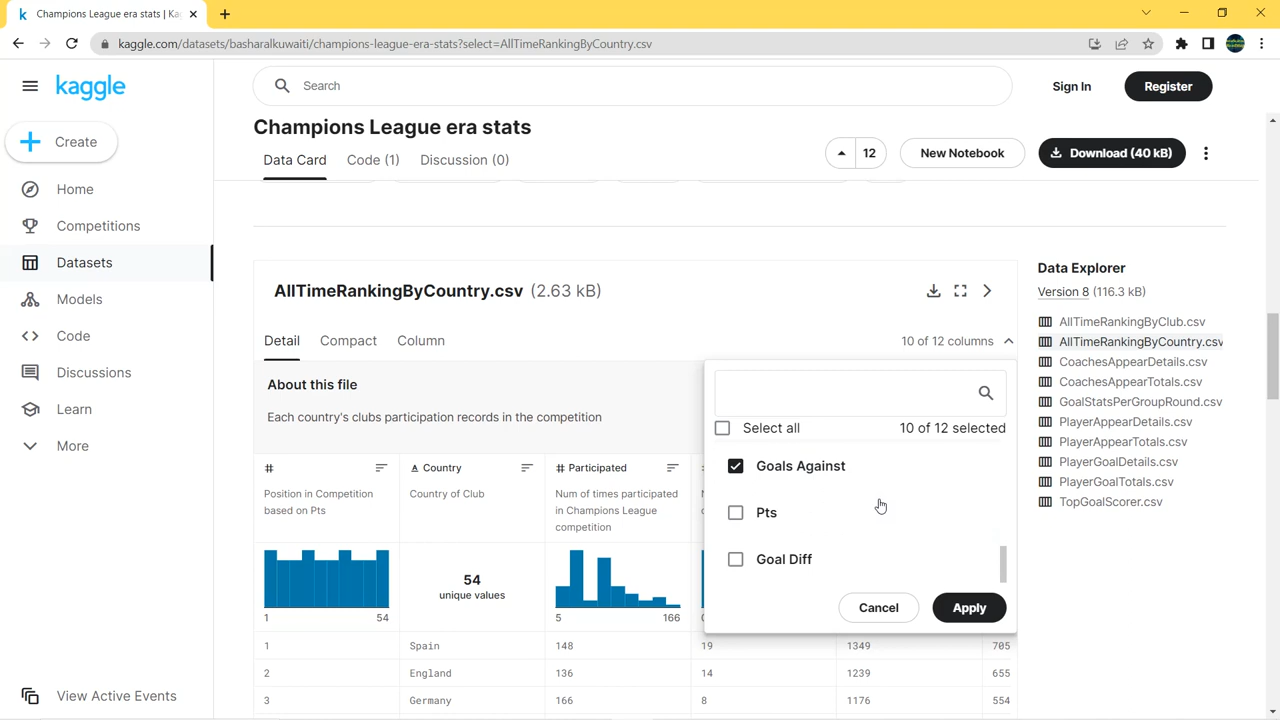 Champions League era stats | Ka
kaggle.com/datasets/basharalkuwaiti/champions-league-era-stats?select=AllTimeRankingByCountry.csv
kaggle
Search
Sign In
Register
Create
Home
Competitions
Datasets
Models
Code
Discussions
Learn
More
View Active Events
Champions League era stats
Data Card
Code (1)
Discussion (0)
12
New Notebook
Download (40 kB)
AllTimeRankingByCountry.csv (2.63 kB)
Detail
Compact
Column
10 of 12 columns
About this file
Each country's clubs participation records in the competition
Select all
10 of 12 selected
Goals Against
Pts
Goal Diff
Cancel
Apply
#
Country
# Participated
Position in Competition
based on Pts
Country of Club
Num of times participated
in Champions League
competition
54
unique values
1 54
5 166
1 Spain 148 19 1349 705
2 England 136 14 1239 655
3 Germany 166 8 1176 554
Data Explorer
Version 8 (116.3 kB)
AllTimeRankingByClub.csv
AllTimeRankingByCountry.csv
CoachesAppearDetails.csv
CoachesAppearTotals.csv
GoalStatsPerGroupRound.csv
PlayerAppearDetails.csv
PlayerAppearTotals.csv
PlayerGoalDetails.csv
PlayerGoalTotals.csv
TopGoalScorer.csv